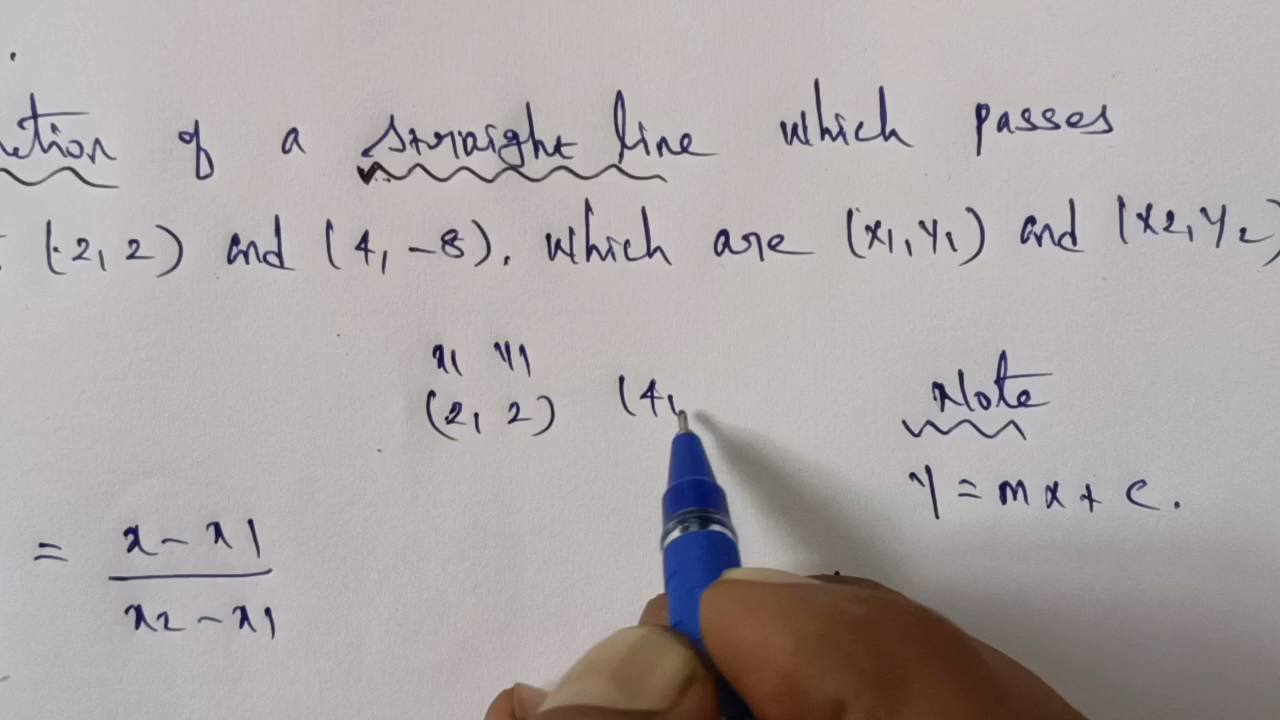 of a straight line which passes
(-2, 2) and (4, -8). which are (x1, y1) and (x2, y2)
x1 y1
(2, 2) (4,
Note
y = mx + c.
= x - x1
x2 - x1